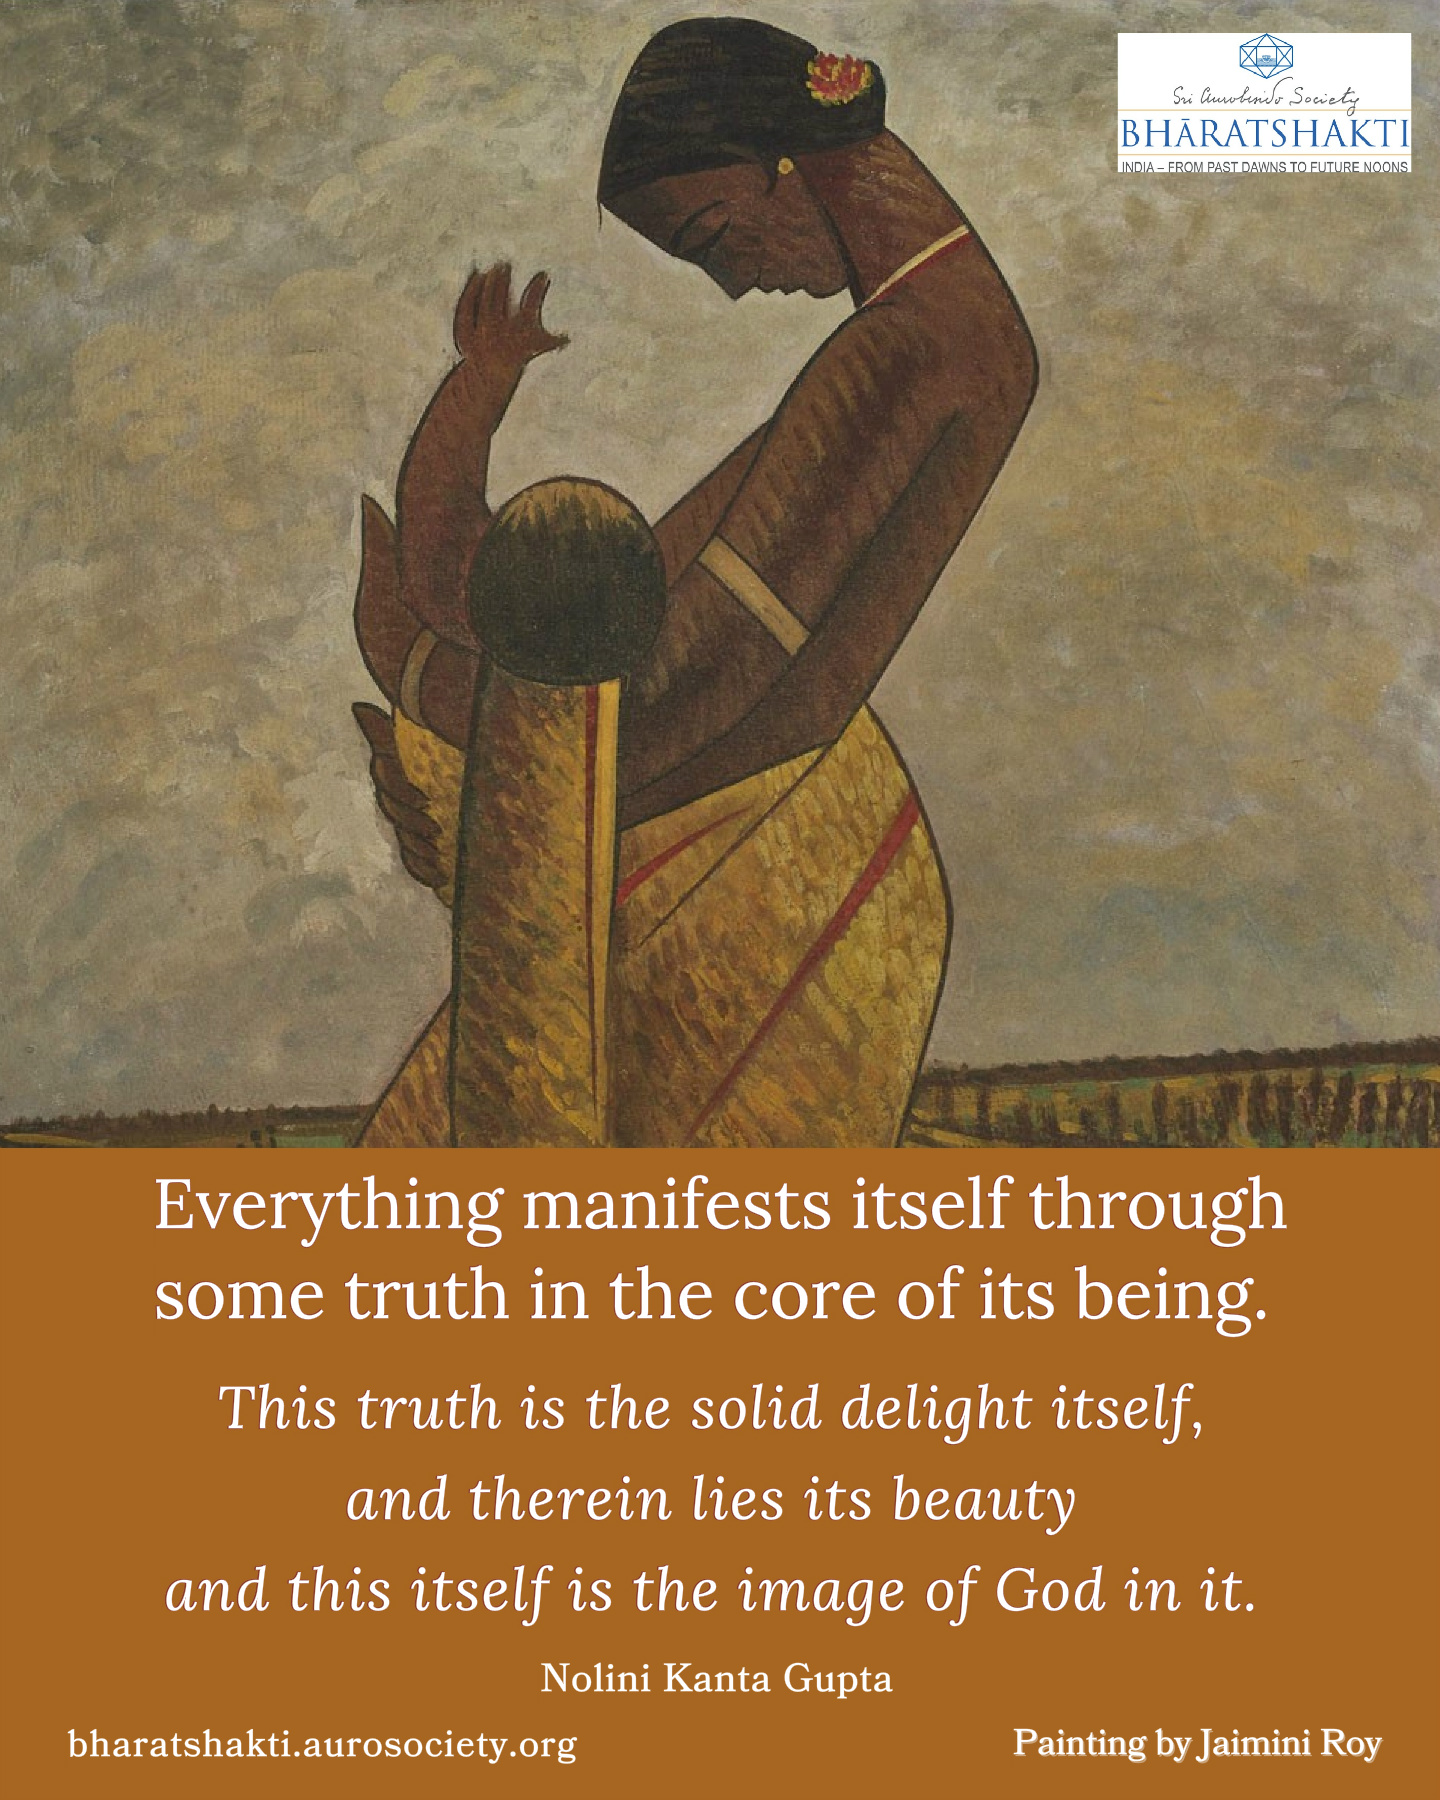 Sri Aurobindo Society
BHĀRATSHAKTI
INDIA – FROM PAST DAWNS TO FUTURE NOONS
Everything manifests itself through
some truth in the core of its being.
This truth is the solid delight itself,
and therein lies its beauty
and this itself is the image of God in it.
Nolini Kanta Gupta
bharatshakti.aurosociety.org
Painting by Jaimini Roy